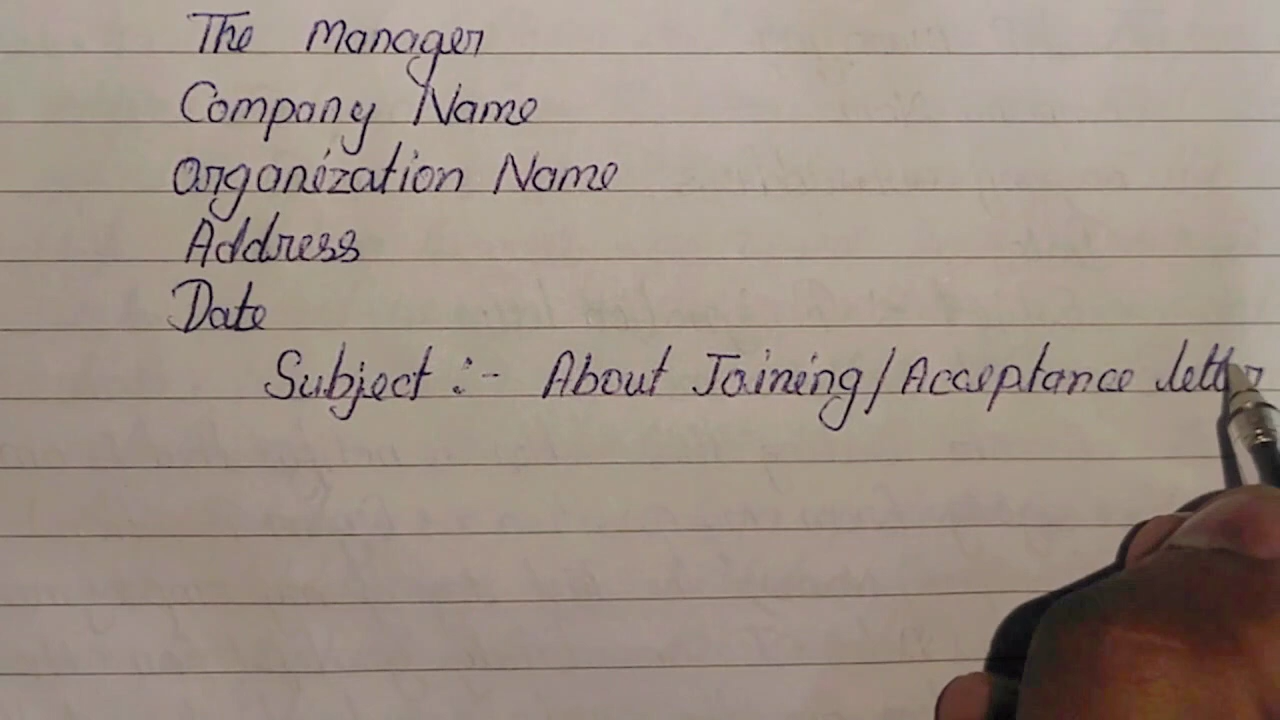 The Manager
Company Name
Organization Name
Address
Date
Subject :- About Joining/Acceptance letter